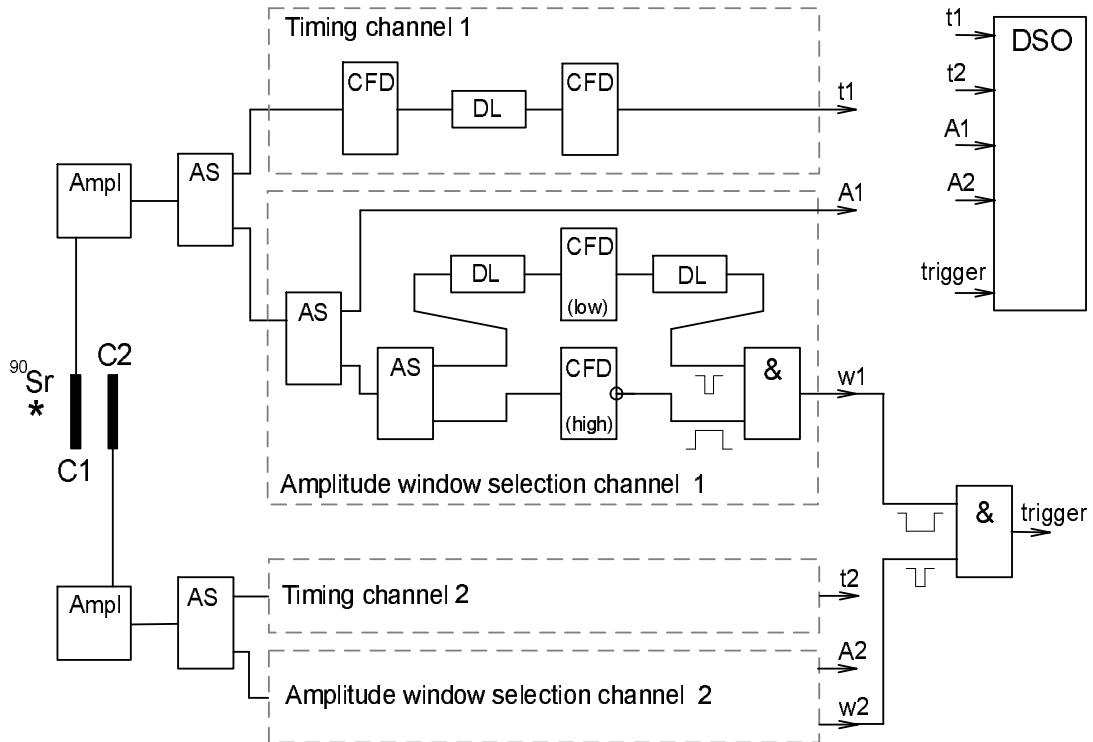 Timing channel 1
CFD
DL
CFD
t1
Ampl
AS
A1
AS
DL
CFD
(low)
DL
AS
CFD
(high)
&
w1
Amplitude window selection channel 1
90Sr
*
C1
C2
&
trigger
Ampl
AS
Timing channel 2
t2
Amplitude window selection channel 2
A2
w2
t1
t2
A1
A2
trigger
DSO